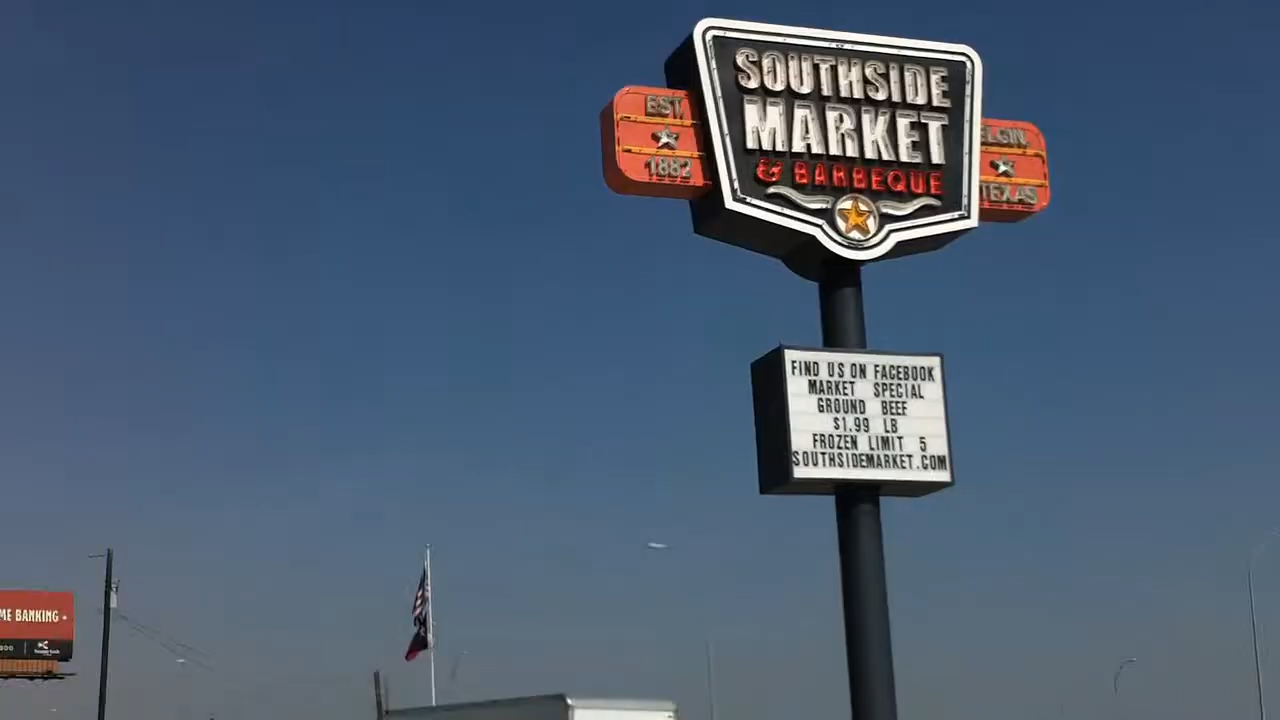 SOUTHSIDE
MARKET
& BARBEQUE
EST
1882
ELGIN,
TEXAS
FIND US ON FACEBOOK
MARKET SPECIAL
GROUND BEEF
$1.99 LB
FROZEN LIMIT 5
SOUTHSIDEMARKET.COM
ME BANKING